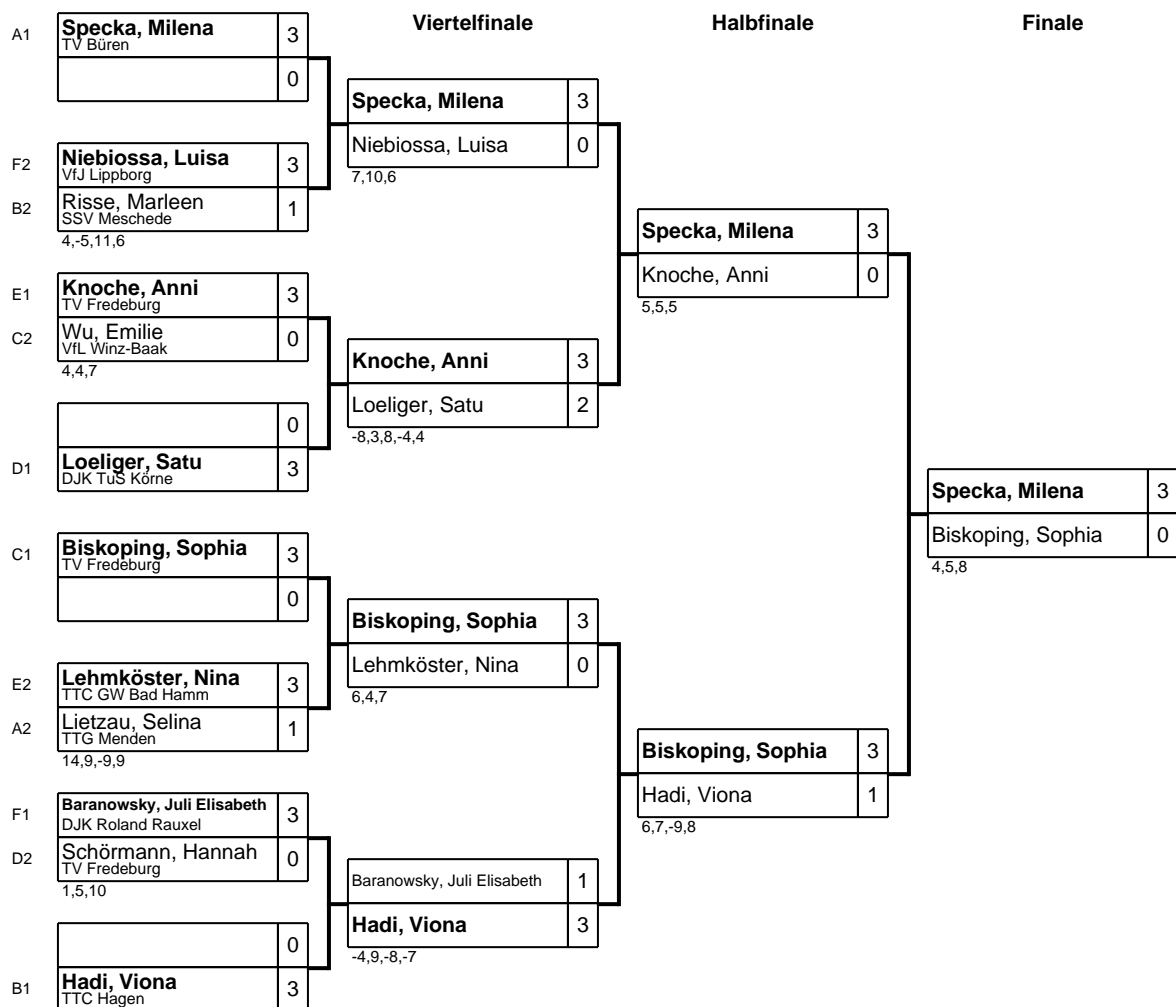 Viertelfinale
Halbfinale
Finale
A1
Specka, Milena
TV Büren
3
0
F2
Niebiossa, Luisa
VfJ Lippborg
3
B2
Risse, Marleen
SSV Meschede
1
4,-5,11,6
E1
Knoche, Anni
TV Fredeburg
3
C2
Wu, Emilie
VfL Winz-Baak
0
4,4,7
0
D1
Loeliger, Satu
DJK TuS Körne
3
C1
Biskoping, Sophia
TV Fredeburg
3
0
E2
Lehmköster, Nina
TTC GW Bad Hamm
3
A2
Lietzau, Selina
TTG Menden
1
14,9,-9,9
F1
Baranowsky, Juli Elisabeth
DJK Roland Rauxel
3
D2
Schörmann, Hannah
TV Fredeburg
0
1,5,10
0
B1
Hadi, Viona
TTC Hagen
3
Specka, Milena 3
Niebiossa, Luisa 0
7,10,6
Knoche, Anni 3
Loeliger, Satu 2
-8,3,8,-4,4
Biskoping, Sophia 3
Lehmköster, Nina 0
6,4,7
Baranowsky, Juli Elisabeth 1
Hadi, Viona 3
-4,9,-8,-7
Specka, Milena 3
Knoche, Anni 0
5,5,5
Biskoping, Sophia 3
Hadi, Viona 1
6,7,-9,8
Specka, Milena 3
Biskoping, Sophia 0
4,5,8